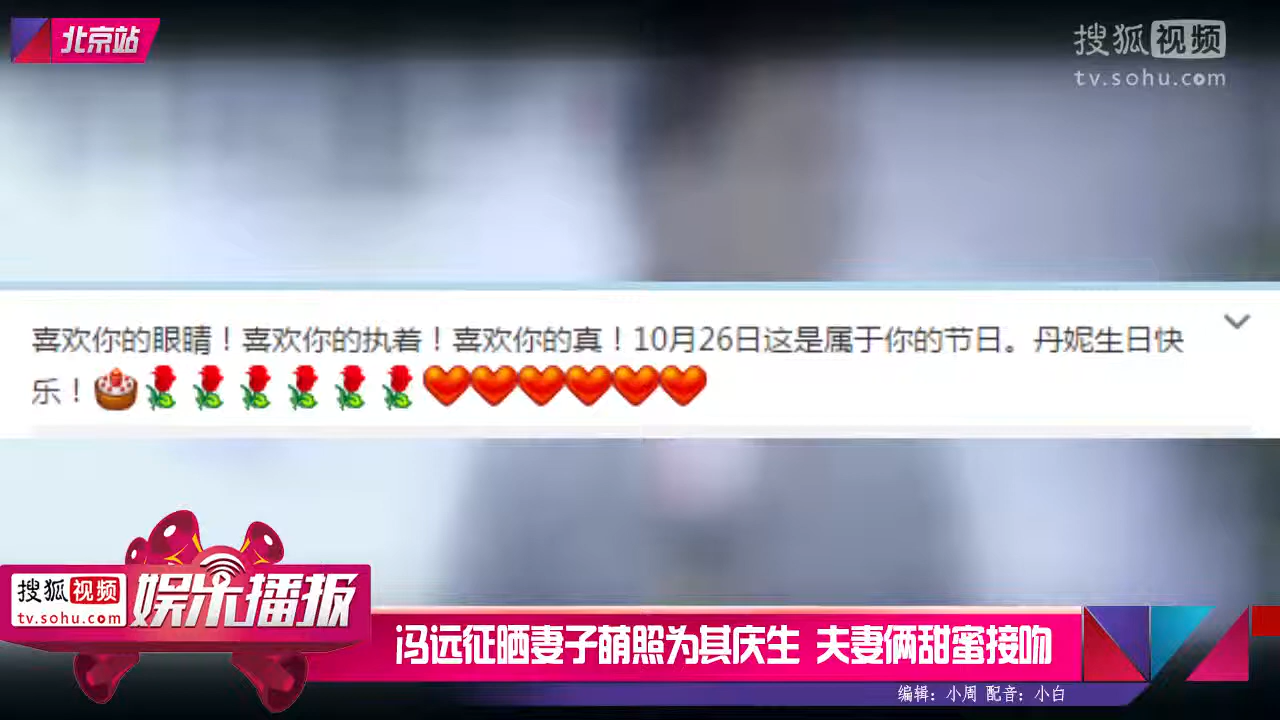 北京站
搜狐视频
tv.sohu.com
喜欢你的眼睛！喜欢你的执着！喜欢你的真！10月26日这是属于你的节日。丹妮生日快
乐！
搜狐视频
tv.sohu.com
娱乐播报
冯远征晒妻子萌照为其庆生 夫妻俩甜蜜接吻
编辑：小周 配音：小白